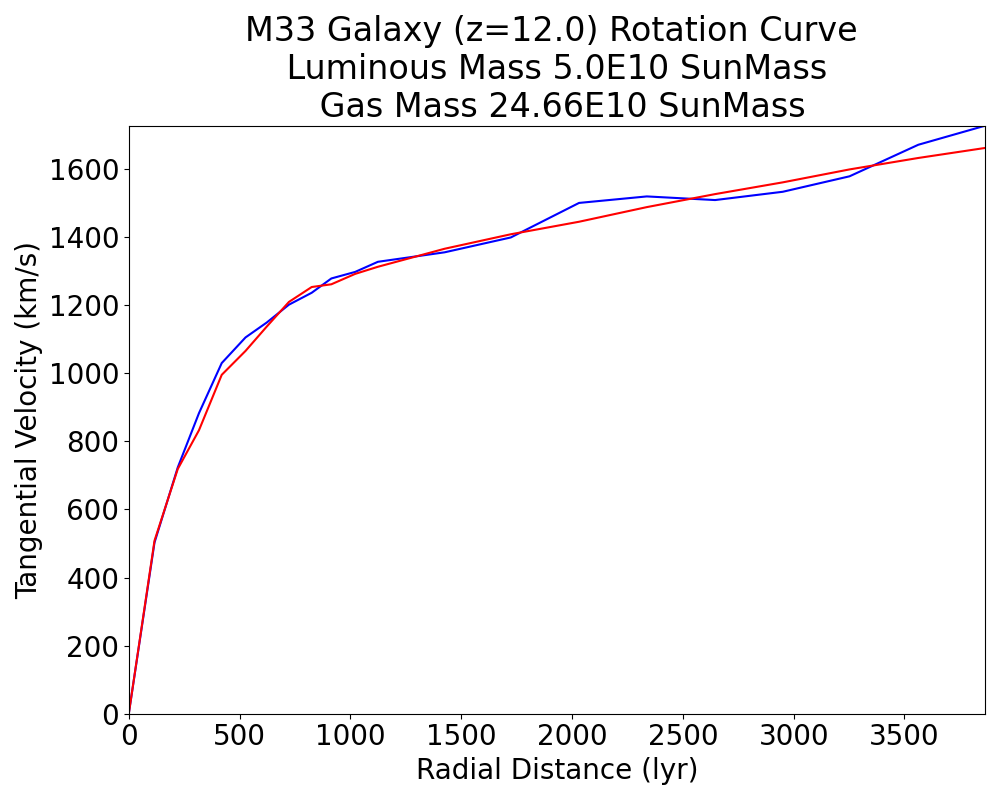 M33 Galaxy (z=12.0) Rotation Curve
Luminous Mass 5.0E10 SunMass
Gas Mass 24.66E10 SunMass
Tangential Velocity (km/s)
1600
1400
1200
1000
800
600
400
200
0
0 500 1000 1500 2000 2500 3000 3500
Radial Distance (lyr)